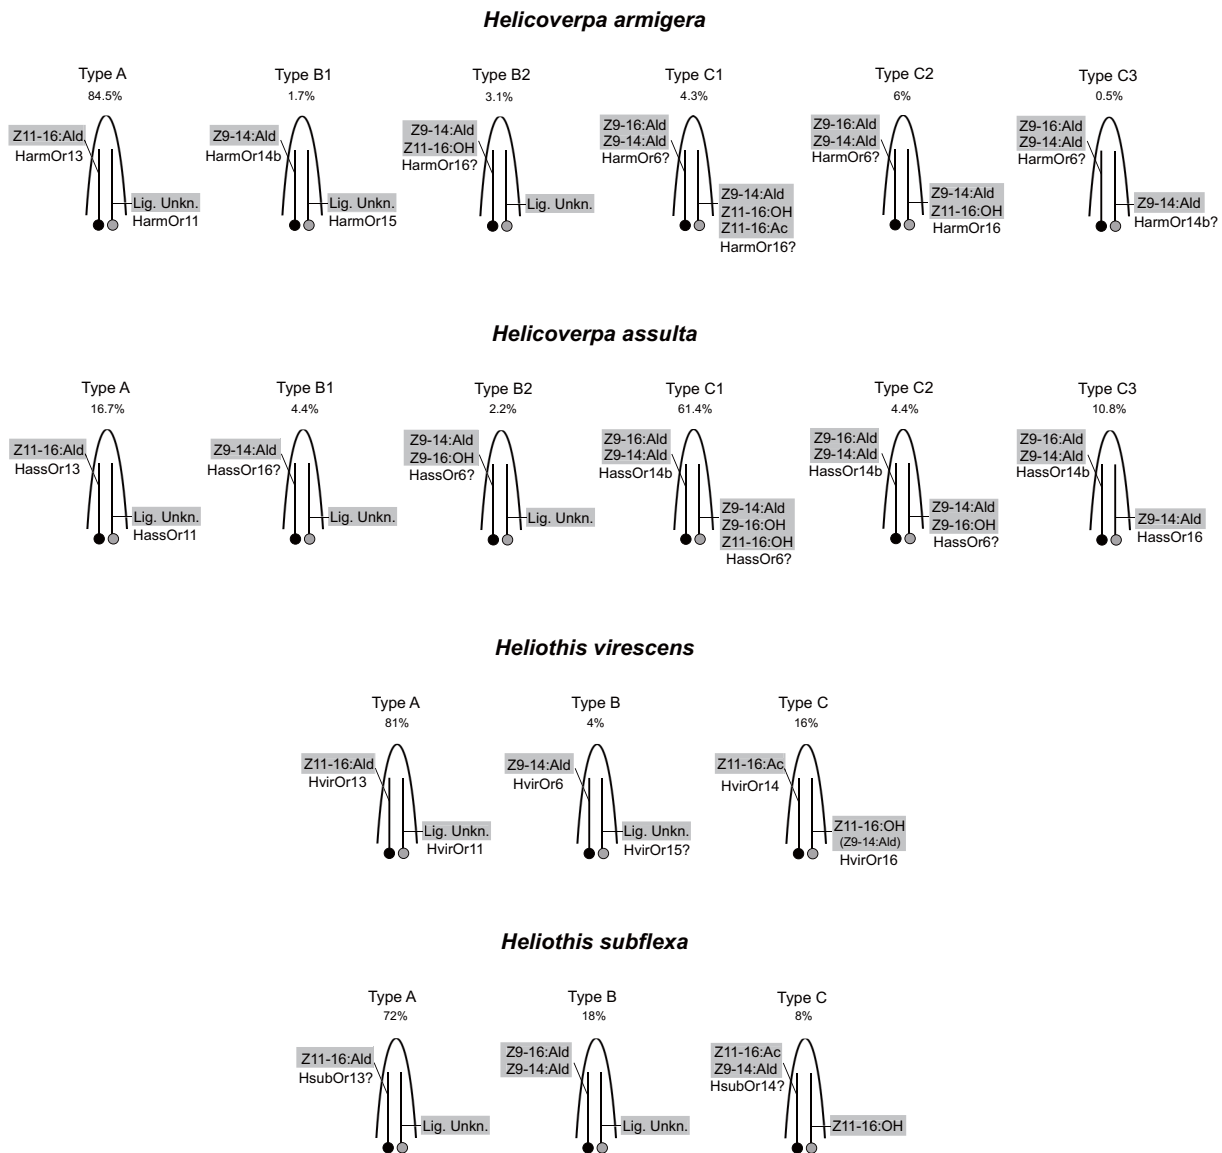 Helicoverpa armigera
Type A
84.5%
Z11-16:Ald
HarmOr13
Lig. Unkn.
HarmOr11
Type B1
1.7%
Z9-14:Ald
HarmOr14b
Lig. Unkn.
HarmOr15
Type B2
3.1%
Z9-14:Ald
Z11-16:OH
HarmOr16?
Lig. Unkn.
Type C1
4.3%
Z9-16:Ald
Z9-14:Ald
HarmOr6?
Z9-14:Ald
Z11-16:OH
Z11-16:Ac
HarmOr16?
Type C2
6%
Z9-16:Ald
Z9-14:Ald
HarmOr6?
Z9-14:Ald
Z11-16:OH
HarmOr16
Type C3
0.5%
Z9-16:Ald
Z9-14:Ald
HarmOr6?
Z9-14:Ald
HarmOr14b?
Helicoverpa assulta
Type A
16.7%
Z11-16:Ald
HassOr13
Lig. Unkn.
HassOr11
Type B1
4.4%
Z9-14:Ald
HassOr16?
Lig. Unkn.
Type B2
2.2%
Z9-14:Ald
Z9-16:OH
HassOr6?
Lig. Unkn.
Type C1
61.4%
Z9-16:Ald
Z9-14:Ald
HassOr14b
Z9-14:Ald
Z9-16:OH
Z11-16:OH
HassOr6?
Type C2
4.4%
Z9-16:Ald
Z9-14:Ald
HassOr14b
Z9-14:Ald
Z9-16:OH
HassOr6?
Type C3
10.8%
Z9-16:Ald
Z9-14:Ald
HassOr14b
Z9-14:Ald
HassOr16
Heliothis virescens
Type A
81%
Z11-16:Ald
HvirOr13
Lig. Unkn.
HvirOr11
Type B
4%
Z9-14:Ald
HvirOr6
Lig. Unkn.
HvirOr15?
Type C
16%
Z11-16:Ac
HvirOr14
Z11-16:OH
(Z9-14:Ald)
HvirOr16
Heliothis subflexa
Type A
72%
Z11-16:Ald
HsubOr13?
Lig. Unkn.
Type B
18%
Z9-16:Ald
Z9-14:Ald
Lig. Unkn.
Type C
8%
Z11-16:Ac
Z9-14:Ald
HsubOr14?
Z11-16:OH